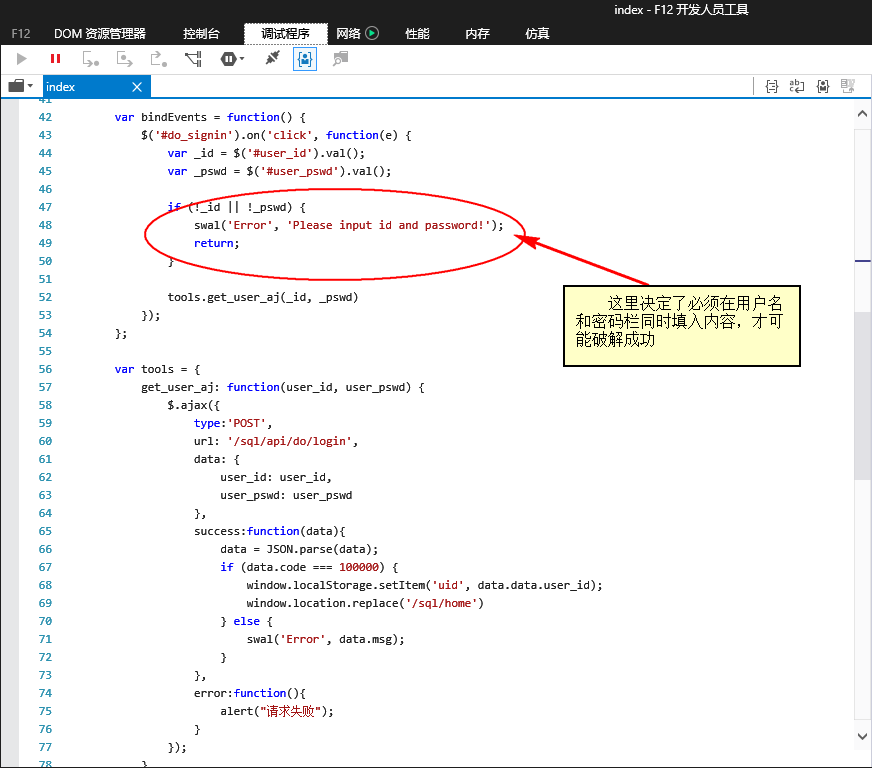 index - F12 开发人员工具
F12 DOM 资源管理器 控制台 调试程序 网络 性能 内存 仿真
index
41
42 var bindEvents = function() {
43 $('#do_signin').on('click', function(e) {
44 var _id = $('#user_id').val();
45 var _pswd = $('#user_pswd').val();
46
47 if (!_id || !_pswd) {
48 swal('Error', 'Please input id and password!');
49 return;
50 }
51
52 tools.get_user_aj(_id, _pswd)
53 });
54 };
55
56 var tools = {
57 get_user_aj: function(user_id, user_pswd) {
58 $.ajax({
59 type:'POST',
60 url: '/sql/api/do/login',
61 data: {
62 user_id: user_id,
63 user_pswd: user_pswd
64 },
65 success:function(data){
66 data = JSON.parse(data);
67 if (data.code === 100000) {
68 window.localStorage.setItem('uid', data.data.user_id);
69 window.location.replace('/sql/home')
70 } else {
71 swal('Error', data.msg);
72 }
73 },
74 error:function(){
75 alert("请求失败");
76 }
77 });
78 }
这里决定了必须在用户名
和密码栏同时填入内容，才可
能破解成功